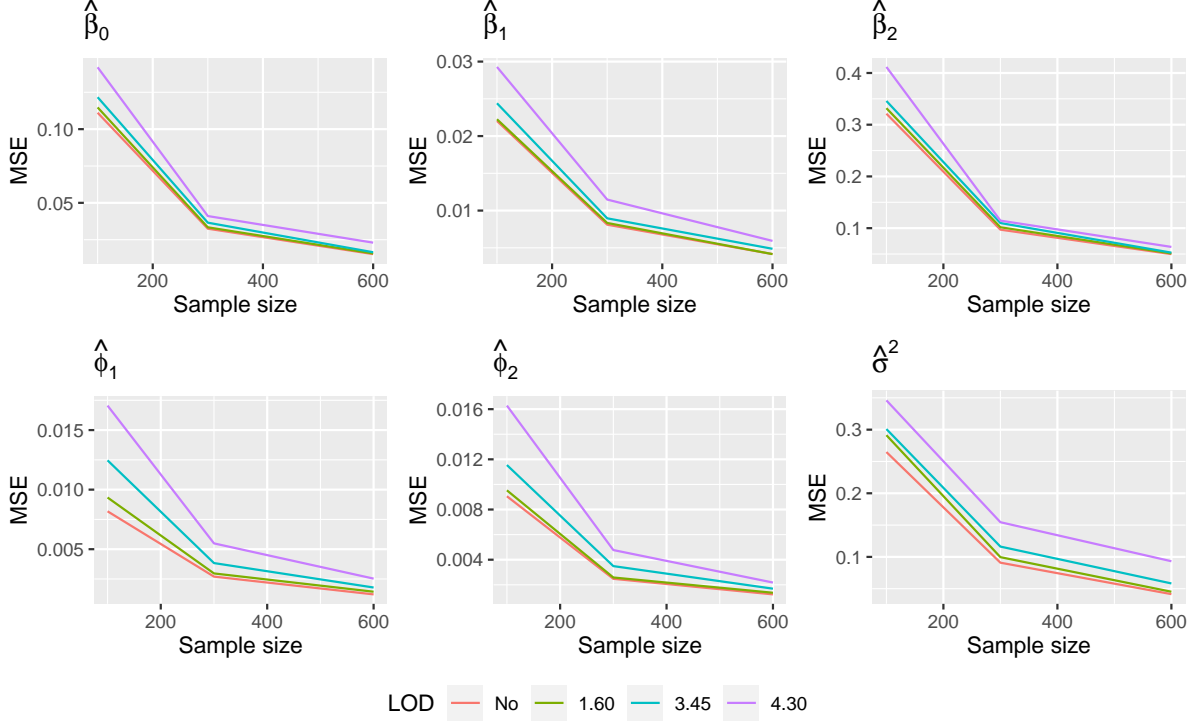 β̂₀
MSE
0.10
0.05
200 400 600
Sample size
β̂₁
MSE
0.03
0.02
0.01
200 400 600
Sample size
β̂₂
MSE
0.4
0.3
0.2
0.1
200 400 600
Sample size
ϕ̂₁
MSE
0.015
0.010
0.005
200 400 600
Sample size
ϕ̂₂
MSE
0.016
0.012
0.008
0.004
200 400 600
Sample size
σ̂²
MSE
0.3
0.2
0.1
200 400 600
Sample size
LOD No 1.60 3.45 4.30